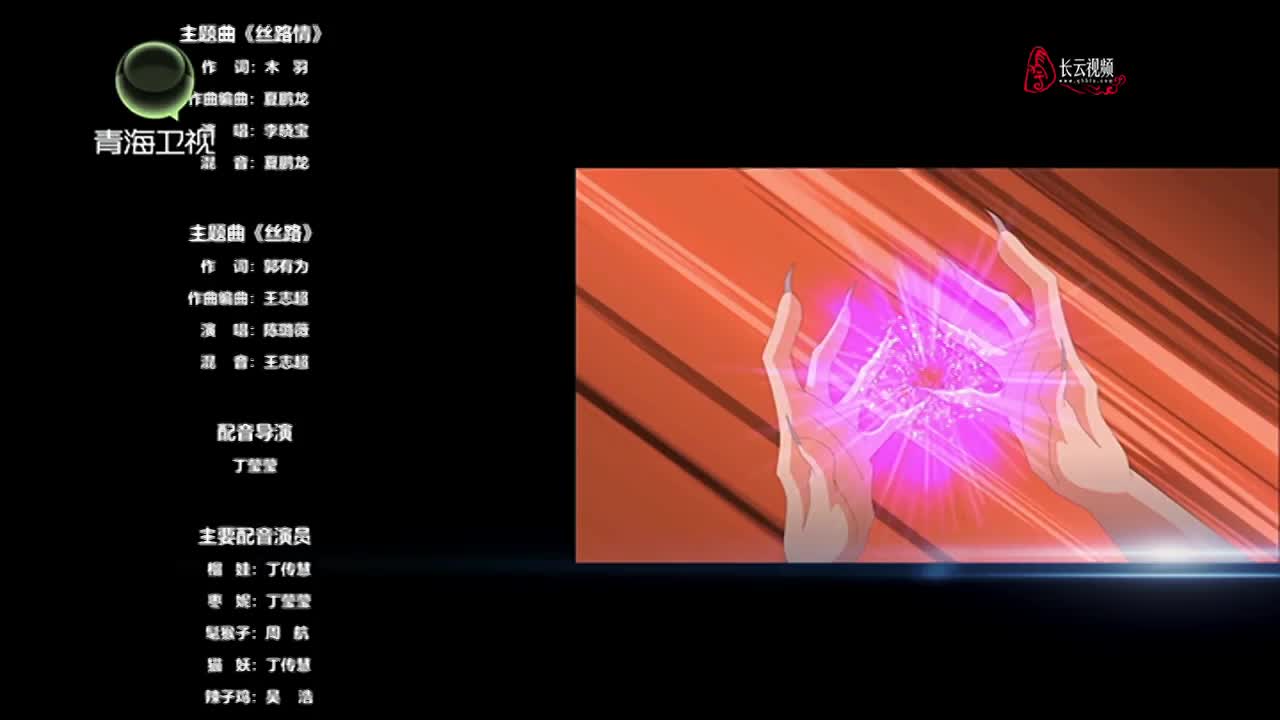 主题曲《丝路情》
作 词：木 羽
作曲编曲：夏鹏龙
演 唱：李晓宝
混 音：夏鹏龙
青海卫视
长云视频
主题曲《丝路》
作 词：郭有为
作曲编曲：王志超
演 唱：陈璐薇
混 音：王志超
配音导演
丁莹莹
主要配音演员
榴 娃：丁传慧
枣 妮：丁莹莹
周 航
猫 妖：丁传慧
辣子鸡：吴 浩